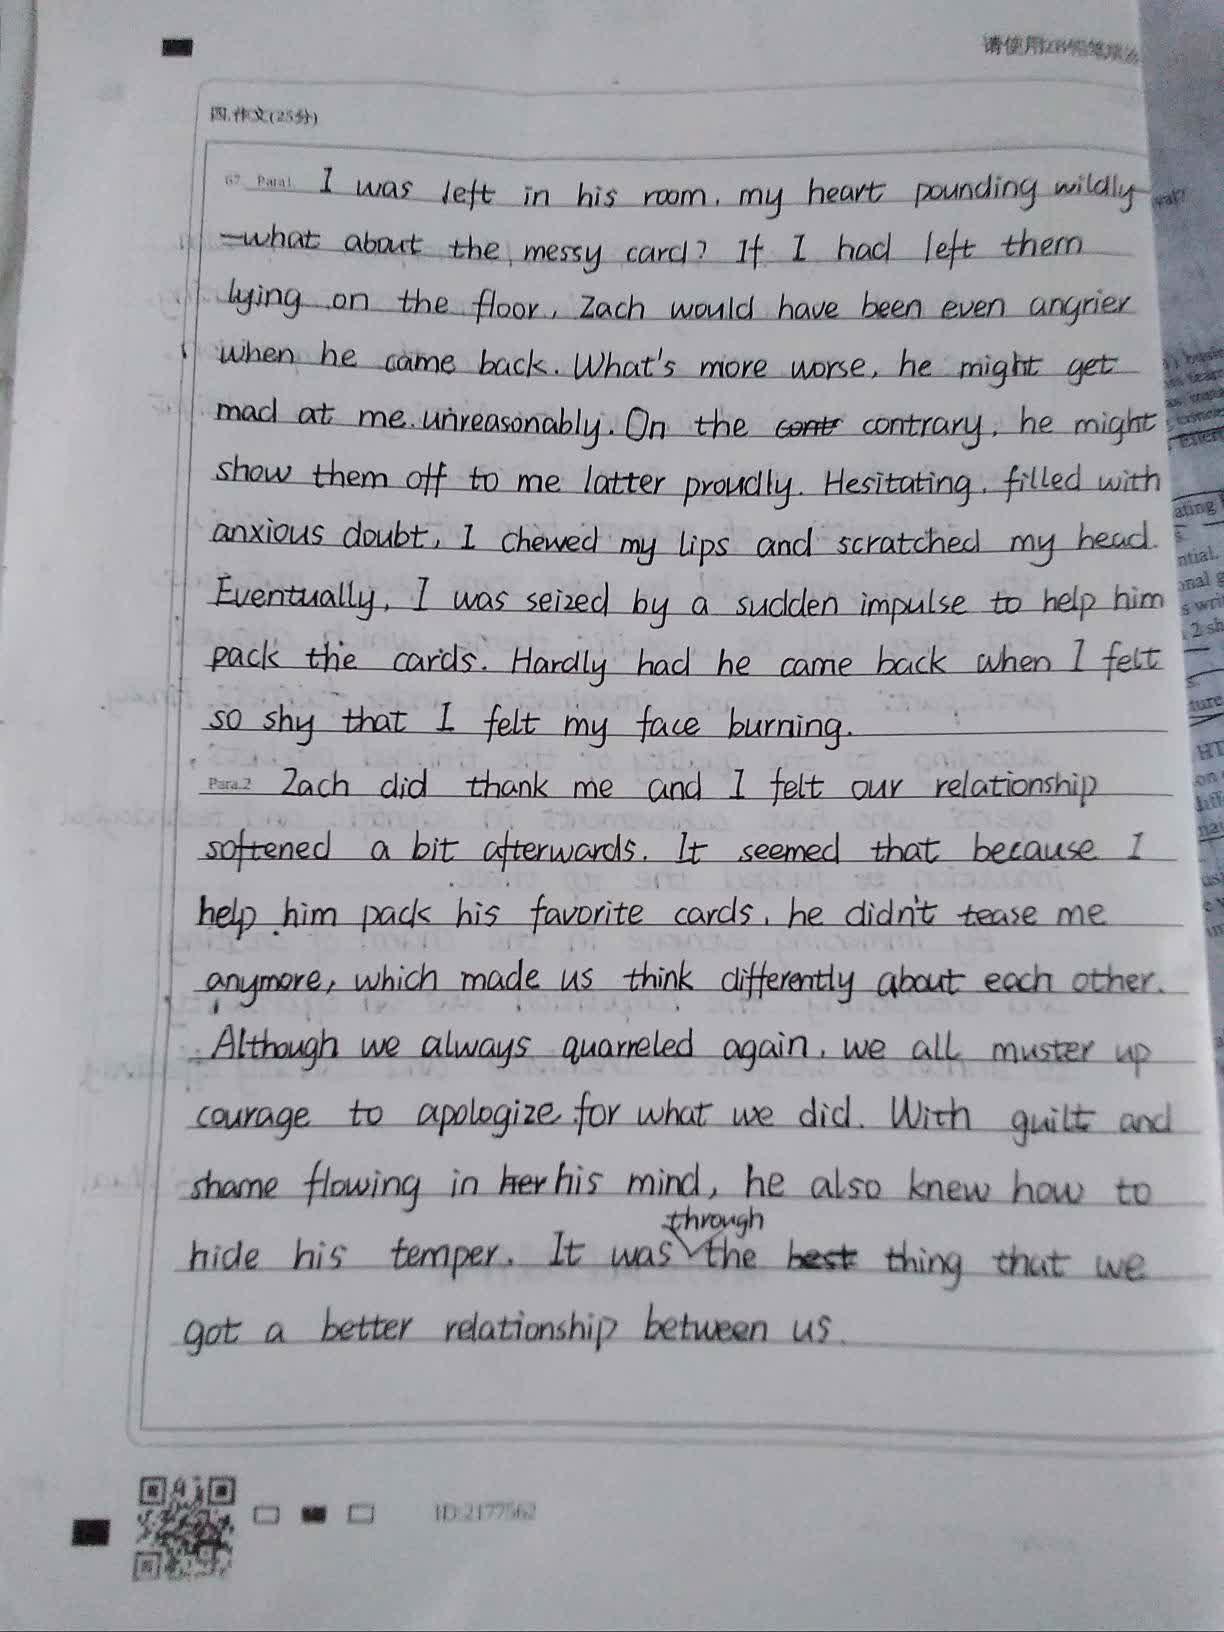 请使用2B铅笔填涂
四.作文(25分)
67. Para1 I was left in his room, my heart pounding wildly
—what about the messy card? If I had left them
lying on the floor, Zach would have been even angrier
when he came back. What's more worse, he might get
mad at me unreasonably. On the contrary, he might
show them off to me latter proudly. Hesitating, filled with
anxious doubt, I chewed my lips and scratched my head.
Eventually, I was seized by a sudden impulse to help him
pack the cards. Hardly had he came back when I felt
so shy that I felt my face burning.
Para.2 Zach did thank me and I felt our relationship
softened a bit afterwards. It seemed that because I
help him pack his favorite cards, he didn't tease me
anymore, which made us think differently about each other.
Although we always quarreled again, we all muster up
courage to apologize for what we did. With guilt and
shame flowing in his mind, he also knew how to
hide his temper. It was through the thing that we
got a better relationship between us.
ID:2177562